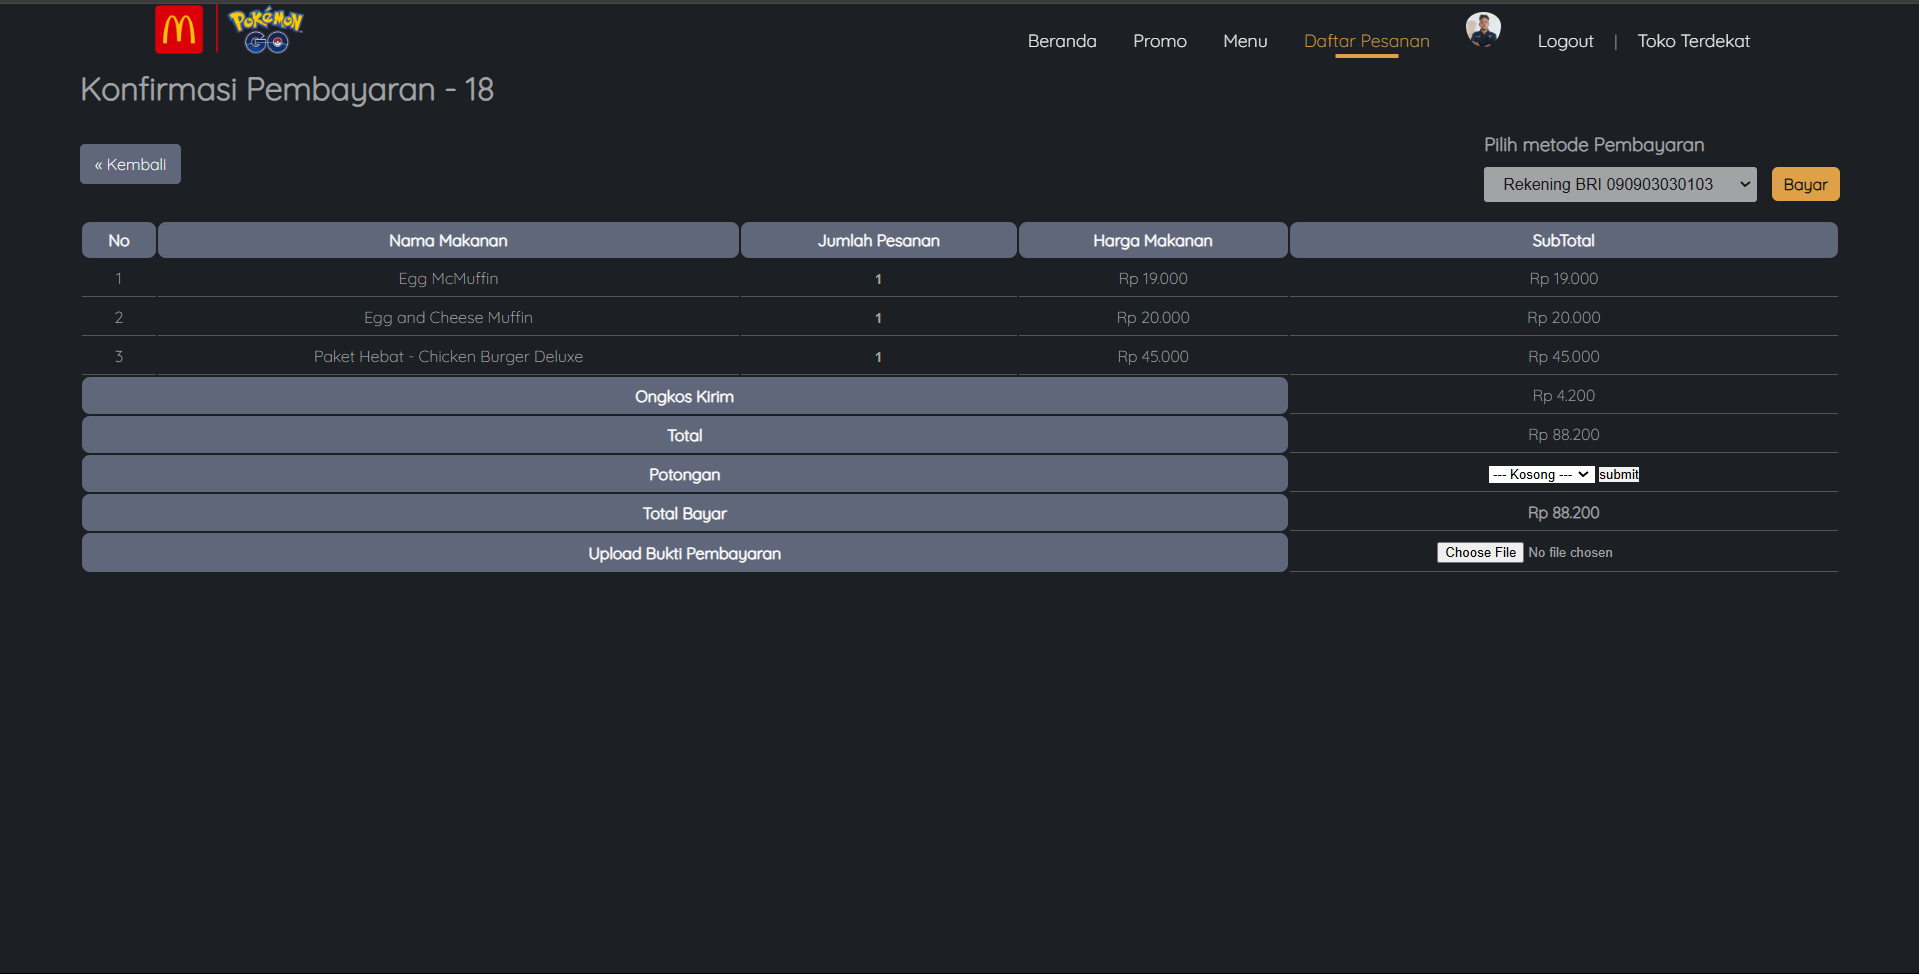 POKÉMON
GO
Beranda Promo Menu Daftar Pesanan Logout | Toko Terdekat
Konfirmasi Pembayaran - 18
Pilih metode Pembayaran
« Kembali
Rekening BRI 090903030103 Bayar
No Nama Makanan Jumlah Pesanan Harga Makanan SubTotal
1 Egg McMuffin 1 Rp 19.000 Rp 19.000
2 Egg and Cheese Muffin 1 Rp 20.000 Rp 20.000
3 Paket Hebat - Chicken Burger Deluxe 1 Rp 45.000 Rp 45.000
Ongkos Kirim Rp 4.200
Total Rp 88.200
Potongan --- Kosong --- submit
Total Bayar Rp 88.200
Upload Bukti Pembayaran Choose File No file chosen